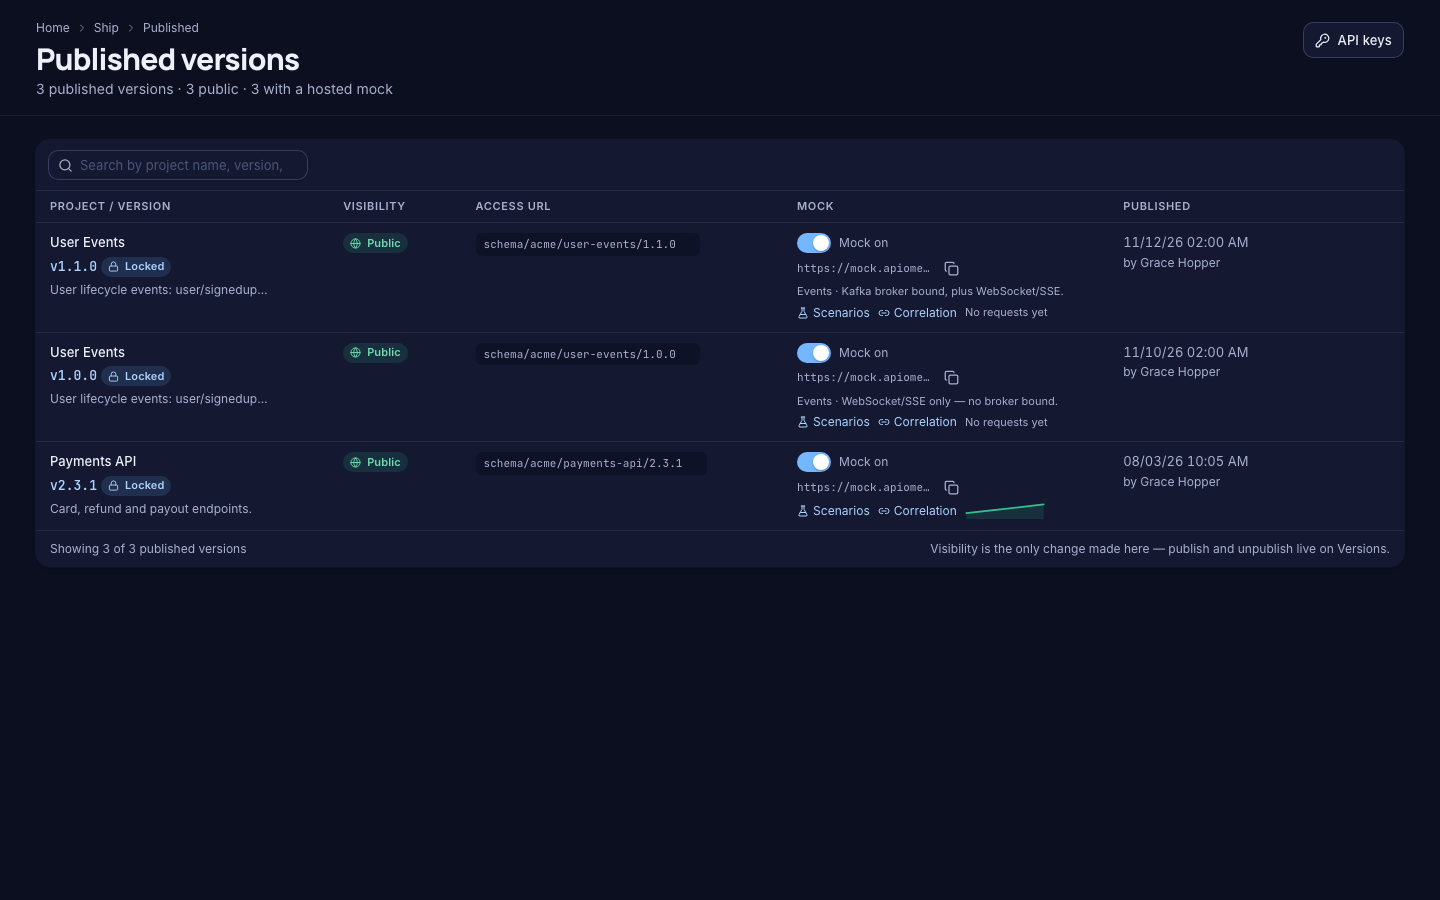 Home > Ship > Published
Published versions
3 published versions · 3 public · 3 with a hosted mock
API keys
Search by project name, version,
PROJECT / VERSION VISIBILITY ACCESS URL MOCK PUBLISHED
User Events Public schema/acme/user-events/1.1.0 Mock on 11/12/26 02:00 AM
v1.1.0 Locked https://mock.apiome… by Grace Hopper
User lifecycle events: user/signedup… Events · Kafka broker bound, plus WebSocket/SSE.
Scenarios Correlation No requests yet
User Events Public schema/acme/user-events/1.0.0 Mock on 11/10/26 02:00 AM
v1.0.0 Locked https://mock.apiome… by Grace Hopper
User lifecycle events: user/signedup… Events · WebSocket/SSE only — no broker bound.
Scenarios Correlation No requests yet
Payments API Public schema/acme/payments-api/2.3.1 Mock on 08/03/26 10:05 AM
v2.3.1 Locked https://mock.apiome… by Grace Hopper
Card, refund and payout endpoints. Scenarios Correlation
Showing 3 of 3 published versions Visibility is the only change made here — publish and unpublish live on Versions.